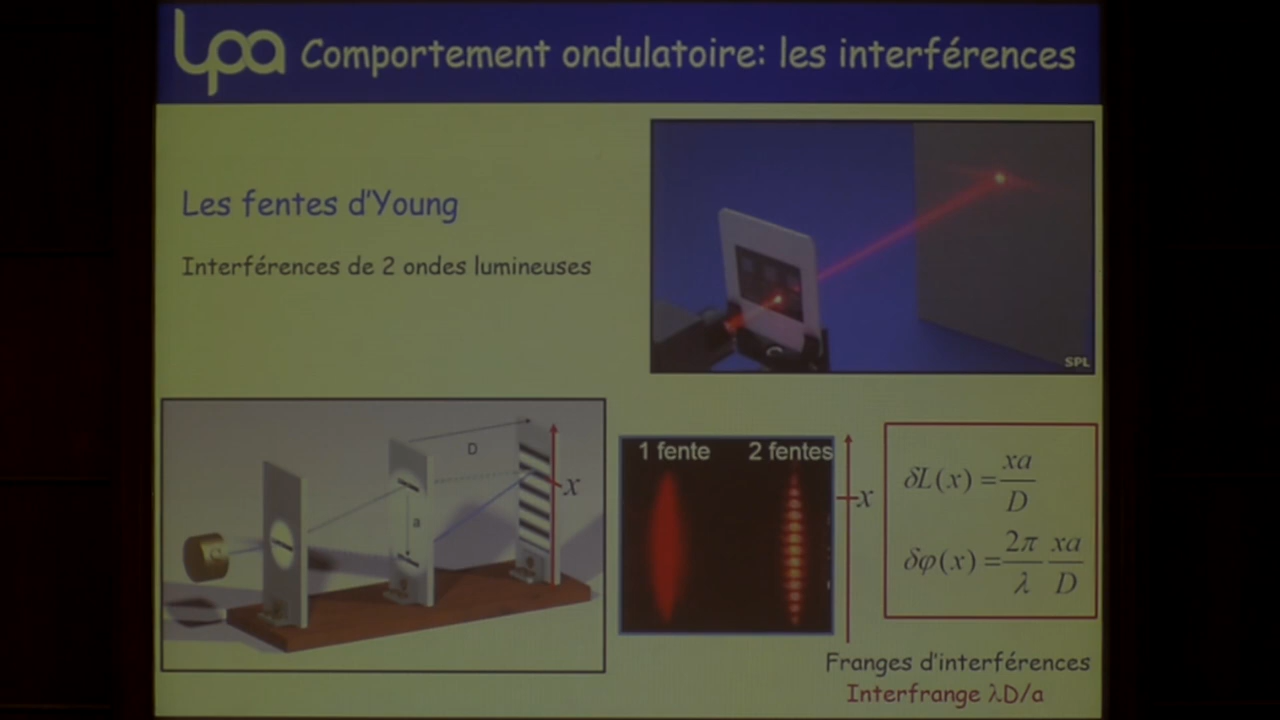 lpa Comportement ondulatoire: les interférences
Les fentes d'Young
Interférences de 2 ondes lumineuses
SPL
D
a
x
1 fente 2 fentes
x
δL(x) = xa/D
δφ(x) = 2π/λ xa/D
Franges d'interférences
Interfrange λD/a